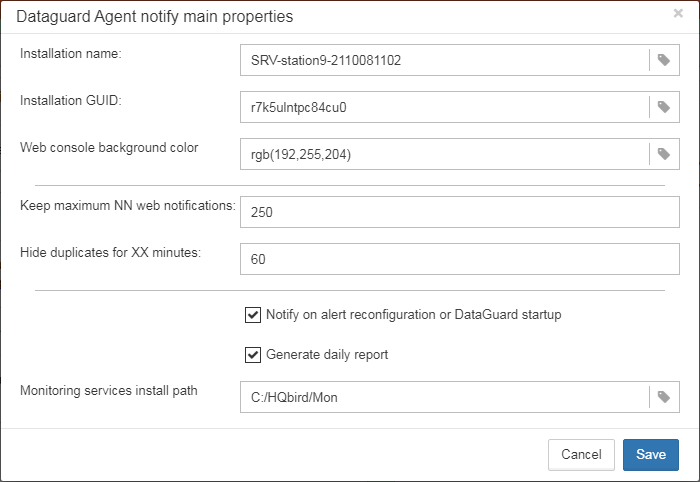 Dataguard Agent notify main properties
Installation name:
SRV-station9-2110081102
Installation GUID:
r7k5ulntpc84cu0
Web console background color
rgb(192,255,204)
Keep maximum NN web notifications:
250
Hide duplicates for XX minutes:
60
Notify on alert reconfiguration or DataGuard startup
Generate daily report
Monitoring services install path
C:/HQbird/Mon
Cancel
Save